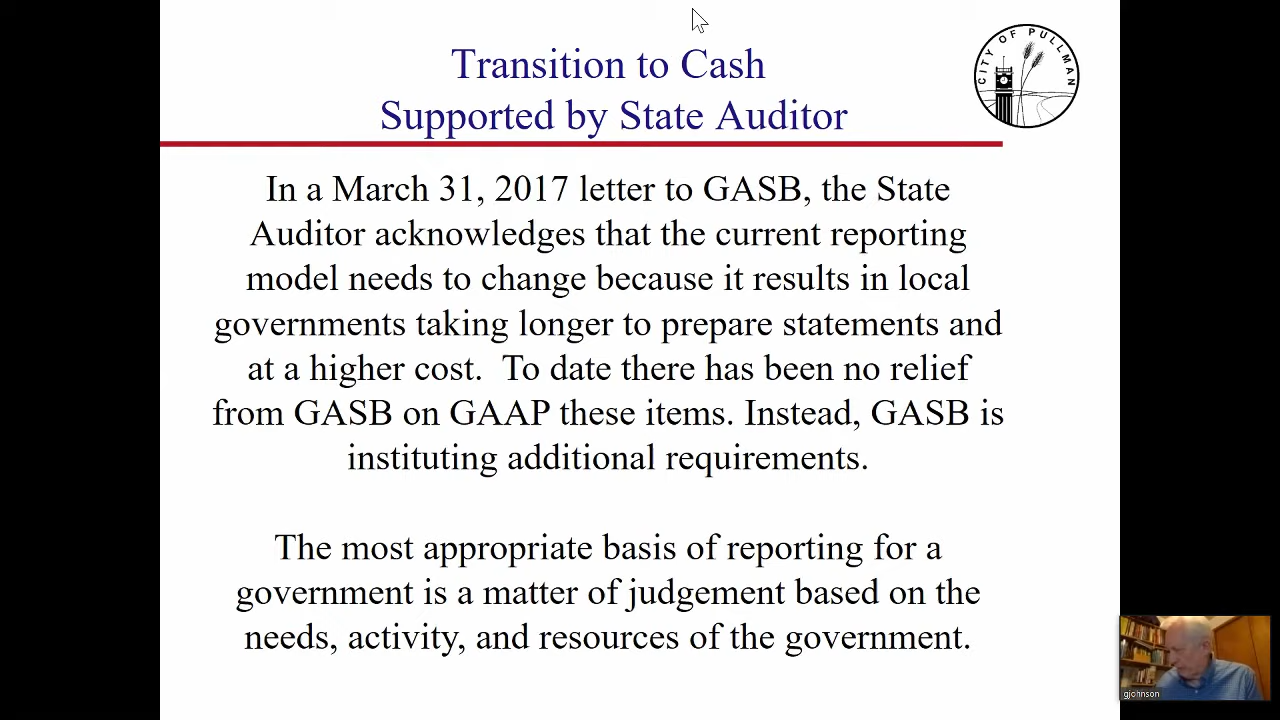 Transition to Cash
Supported by State Auditor
CITY OF PULLMAN
In a March 31, 2017 letter to GASB, the State
Auditor acknowledges that the current reporting
model needs to change because it results in local
governments taking longer to prepare statements and
at a higher cost.  To date there has been no relief
from GASB on GAAP these items. Instead, GASB is
instituting additional requirements.
The most appropriate basis of reporting for a
government is a matter of judgement based on the
needs, activity, and resources of the government.
gjohnson